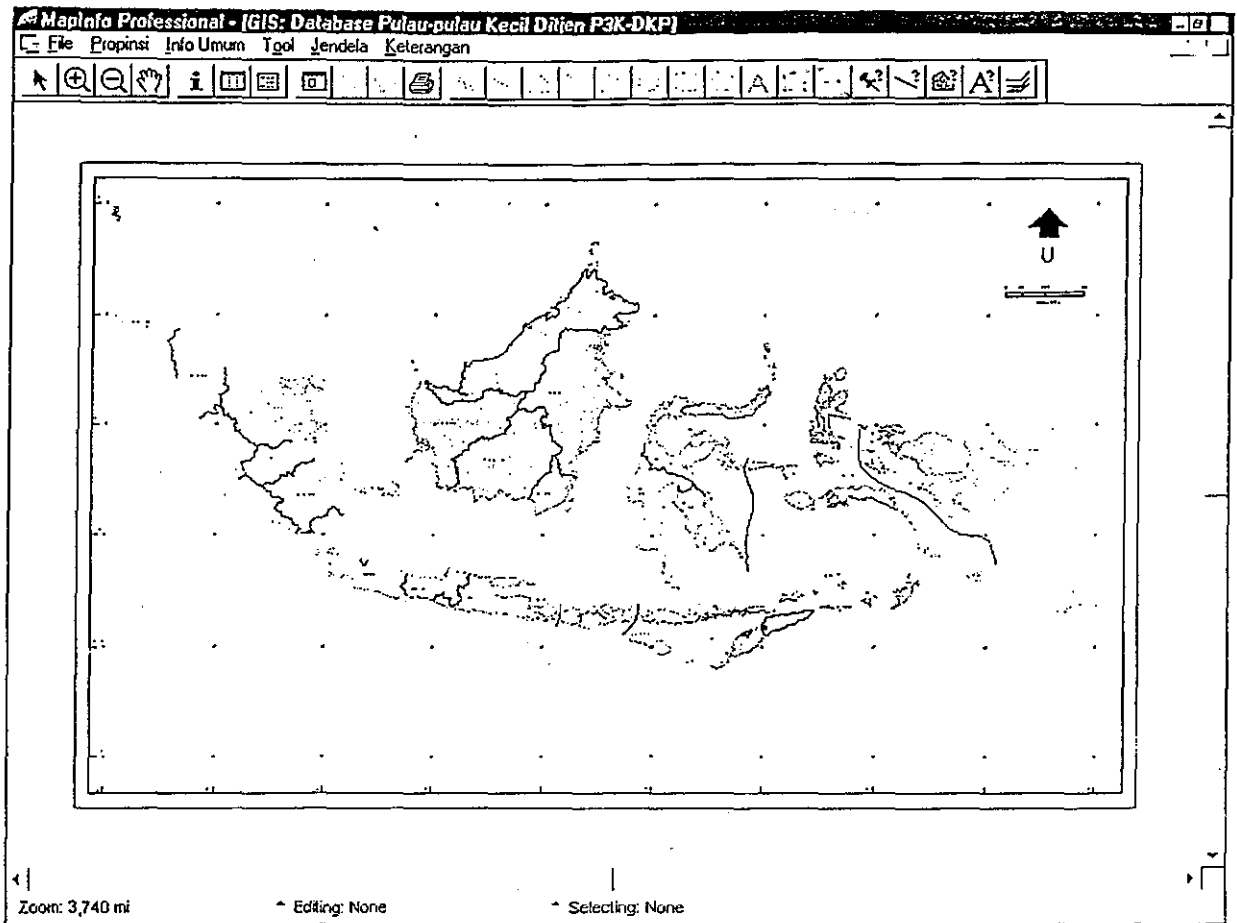 MapInfo Professional - [GIS: Database Pulau-pulau Kecil Ditjen P3K-DKP]
File Propinsi Info Umum Tool Jendela Keterangan
U
Zoom: 3,740 mi Editing: None Selecting: None